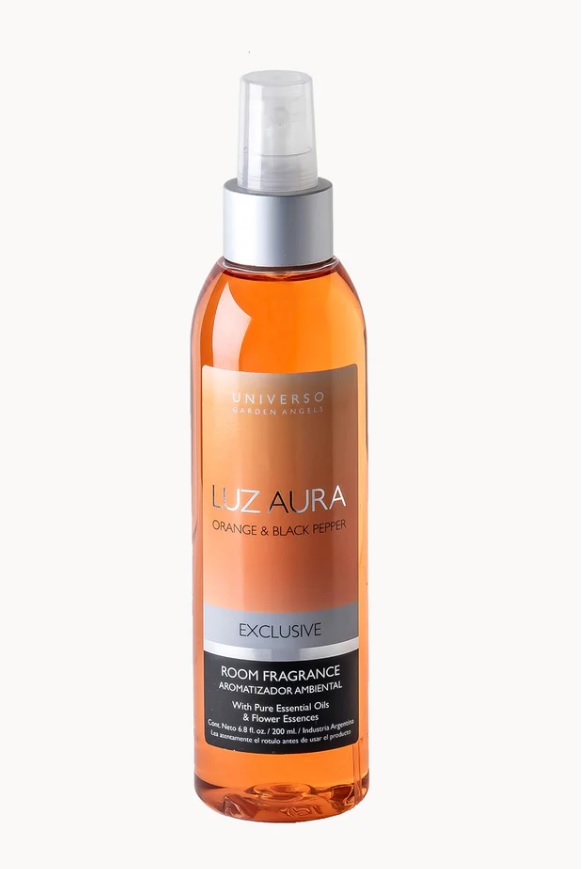 UNIVERSO
GARDEN ANGELS
LUZ AURA
ORANGE & BLACK PEPPER
EXCLUSIVE
ROOM FRAGRANCE
AROMATIZADOR AMBIENTAL
With Pure Essential Oils
& Flower Essences
Cont. Neto 6.8 fl. oz. / 200 ml. / Industria Argentina
Lea atentamente el rotulo antes de usar el producto